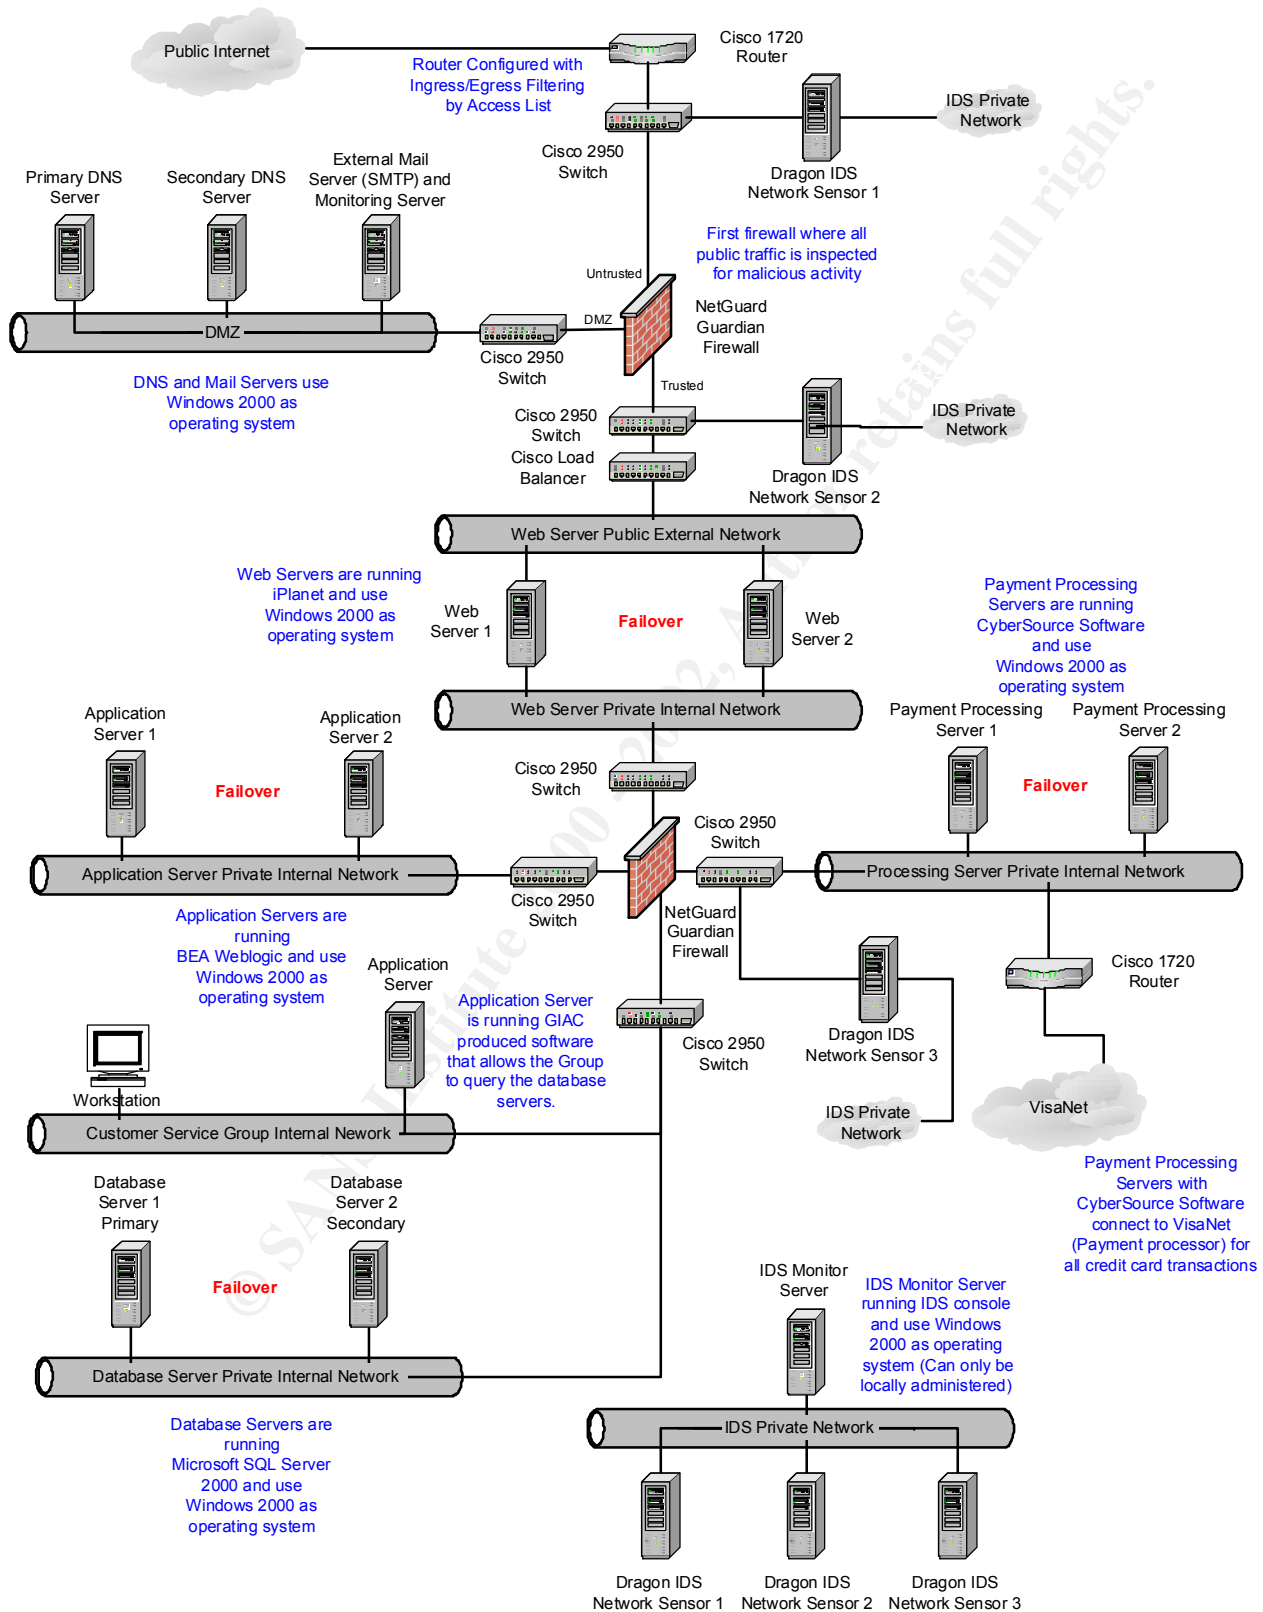 Public Internet
Cisco 1720
Router
Router Configured with
Ingress/Egress Filtering
by Access List
IDS Private
Network
Cisco 2950
Switch
Dragon IDS
Network Sensor 1
Primary DNS
Server
Secondary DNS
Server
External Mail
Server (SMTP) and
Monitoring Server
First firewall where all
public traffic is inspected
for malicious activity
Untrusted
DMZ
DMZ
NetGuard
Guardian
Firewall
Cisco 2950
Switch
DNS and Mail Servers use
Windows 2000 as
operating system
Trusted
Cisco 2950
Switch
IDS Private
Network
Cisco Load
Balancer
Dragon IDS
Network Sensor 2
Web Server Public External Network
Web Servers are running
iPlanet and use
Windows 2000 as
operating system
Web
Server 1
Failover
Web
Server 2
Payment Processing
Servers are running
CyberSource Software
and use
Windows 2000 as
operating system
Web Server Private Internal Network
Application
Server 1
Application
Server 2
Failover
Payment Processing
Server 1
Payment Processing
Server 2
Failover
Cisco 2950
Switch
Cisco 2950
Switch
Application Server Private Internal Network
Processing Server Private Internal Network
Cisco 2950
Switch
NetGuard
Guardian
Firewall
Application Servers are
running
BEA Weblogic and use
Windows 2000 as
operating system
Application
Server
Application Server
is running GIAC
produced software
that allows the Group
to query the database
servers.
Cisco 2950
Switch
Dragon IDS
Network Sensor 3
Cisco 1720
Router
Workstation
Customer Service Group Internal Nework
IDS Private
Network
VisaNet
Payment Processing
Servers with
CyberSource Software
connect to VisaNet
(Payment processor) for
all credit card transactions
Database
Server 1
Primary
Database
Server 2
Secondary
Failover
Database Server Private Internal Network
Database Servers are
running
Microsoft SQL Server
2000 and use
Windows 2000 as
operating system
IDS Monitor
Server
IDS Monitor Server
running IDS console
and use Windows
2000 as operating
system (Can only be
locally administered)
IDS Private Network
Dragon IDS
Network Sensor 1
Dragon IDS
Network Sensor 2
Dragon IDS
Network Sensor 3
© SANS Institute 2000 - 2002, Author retains full rights.